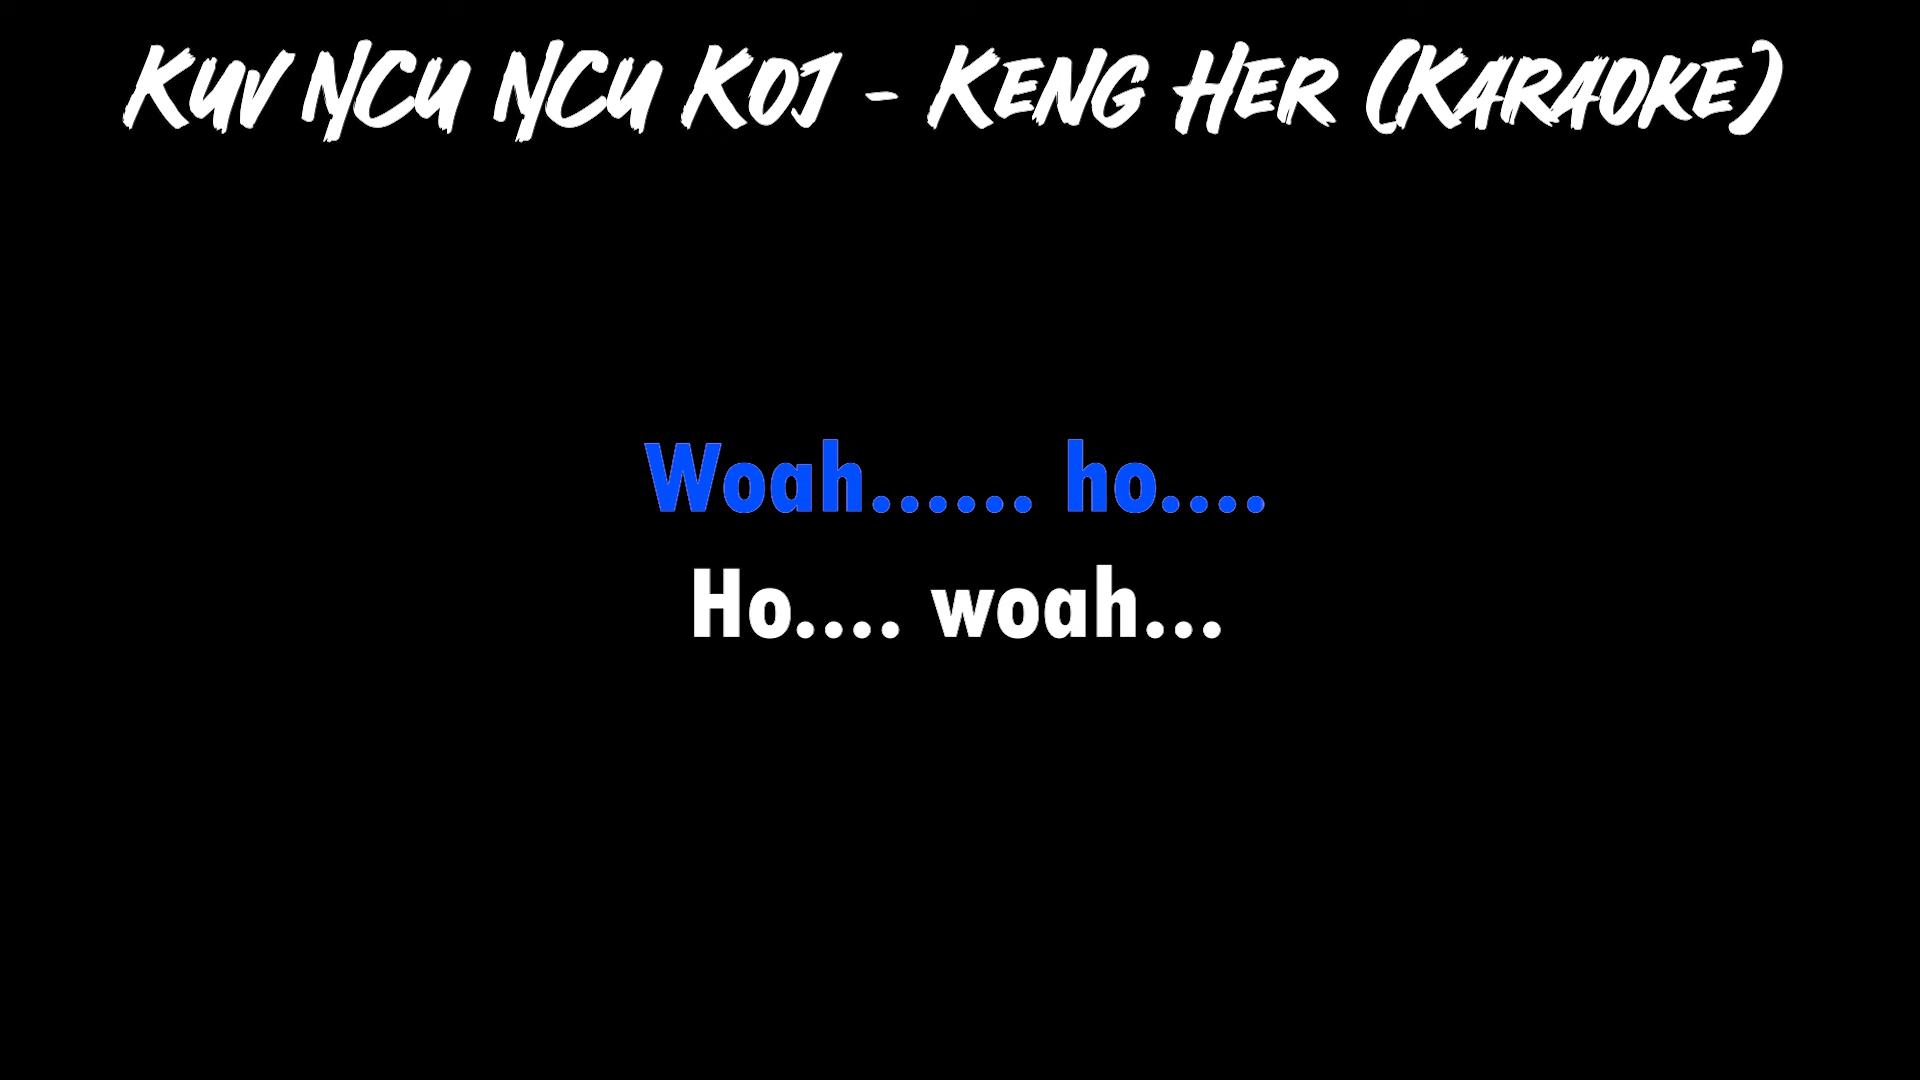 Kuv Ncu Ncu Koj - Keng Her (Karaoke)
Woah...... ho....
Ho.... woah...